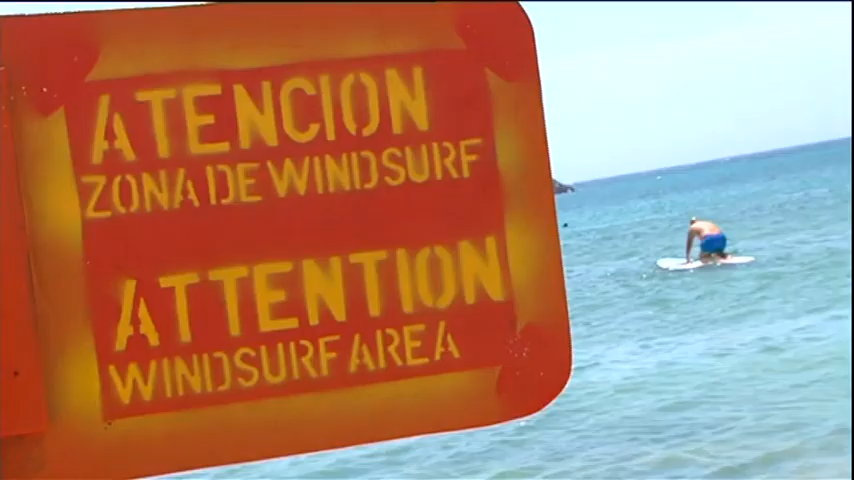 ATENCION
ZONA DE WINDSURF
ATTENTION
WINDSURF AREA